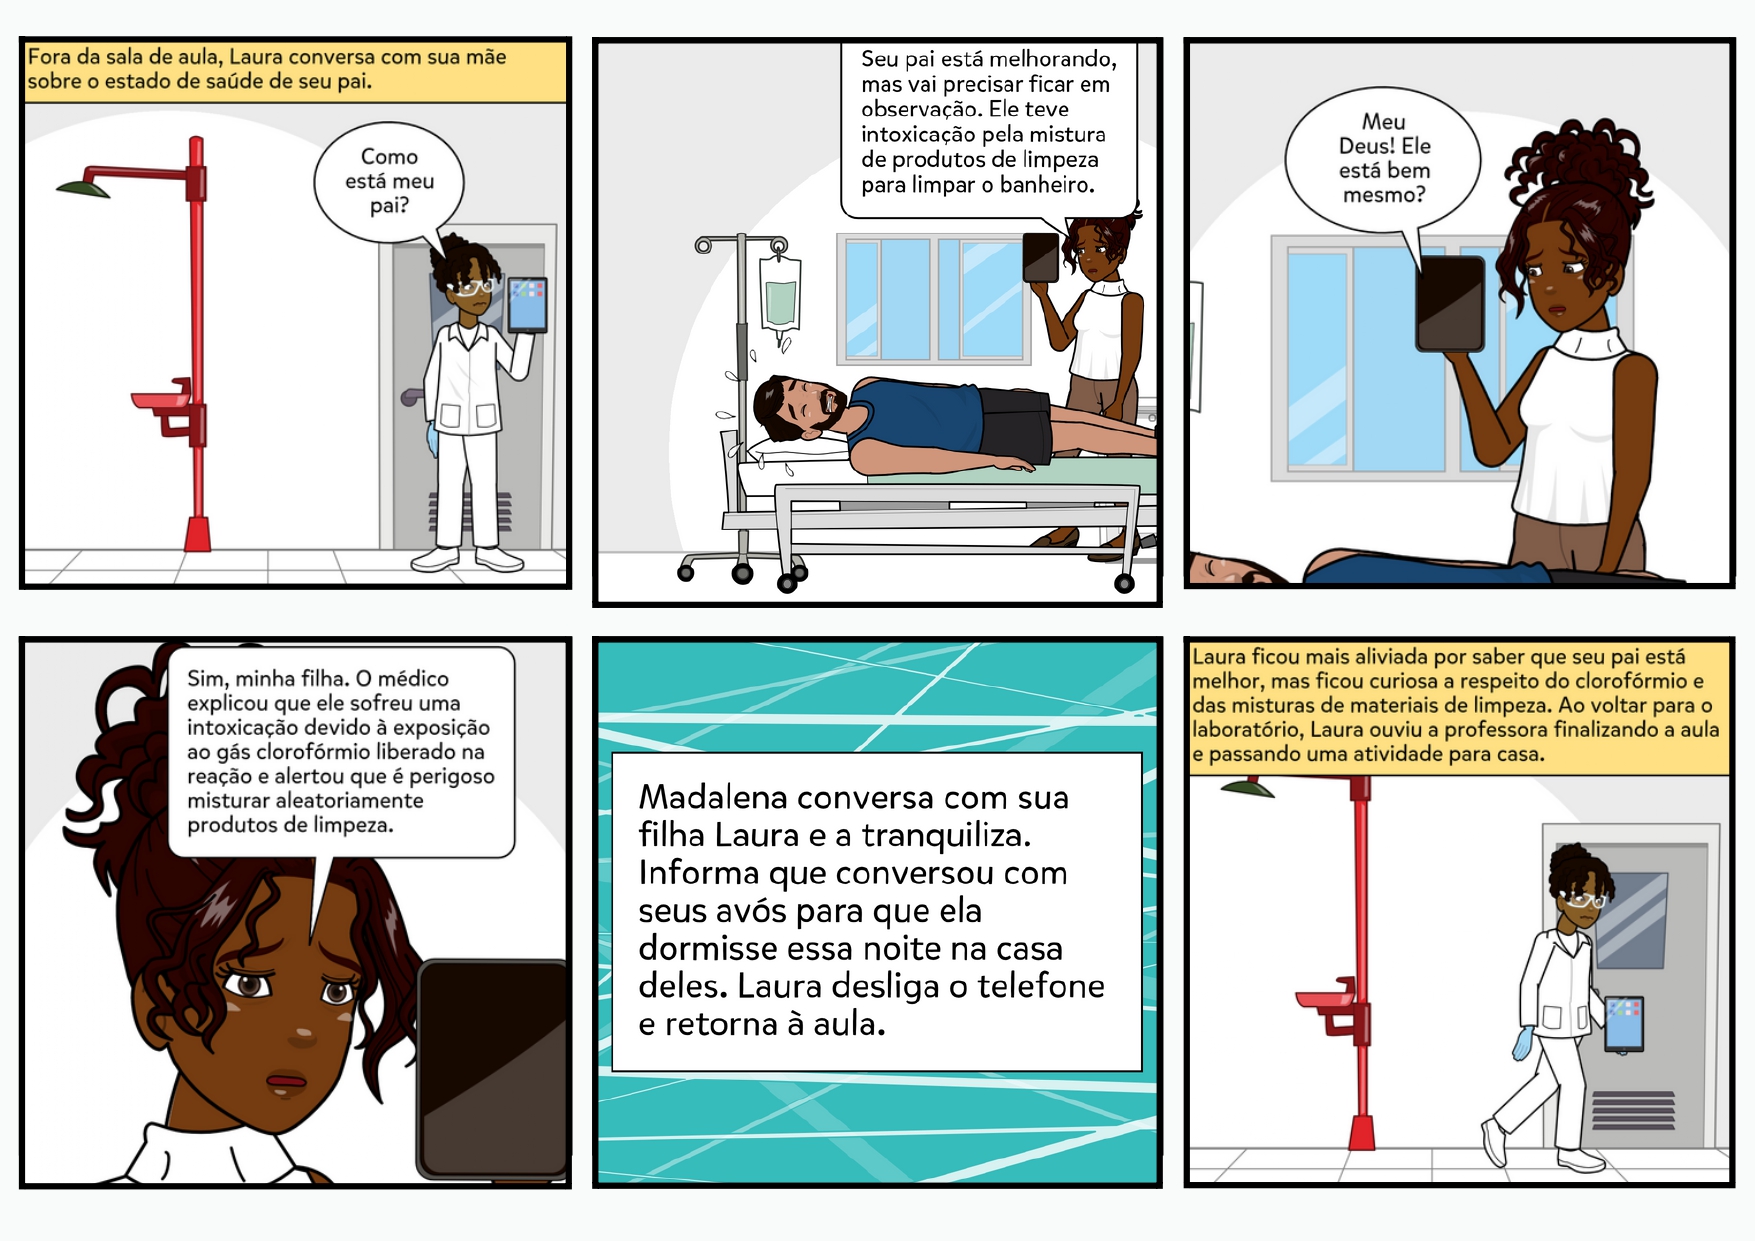 Fora da sala de aula, Laura conversa com sua mãe
sobre o estado de saúde de seu pai.
Como
está meu
pai?
Seu pai está melhorando,
mas vai precisar ficar em
observação. Ele teve
intoxicação pela mistura
de produtos de limpeza
para limpar o banheiro.
Meu
Deus! Ele
está bem
mesmo?
Sim, minha filha. O médico
explicou que ele sofreu uma
intoxicação devido à exposição
ao gás clorofórmio liberado na
reação e alertou que é perigoso
misturar aleatoriamente
produtos de limpeza.
Madalena conversa com sua
filha Laura e a tranquiliza.
Informa que conversou com
seus avós para que ela
dormisse essa noite na casa
deles. Laura desliga o telefone
e retorna à aula.
Laura ficou mais aliviada por saber que seu pai está
melhor, mas ficou curiosa a respeito do clorofórmio e
das misturas de materiais de limpeza. Ao voltar para o
laboratório, Laura ouviu a professora finalizando a aula
e passando uma atividade para casa.